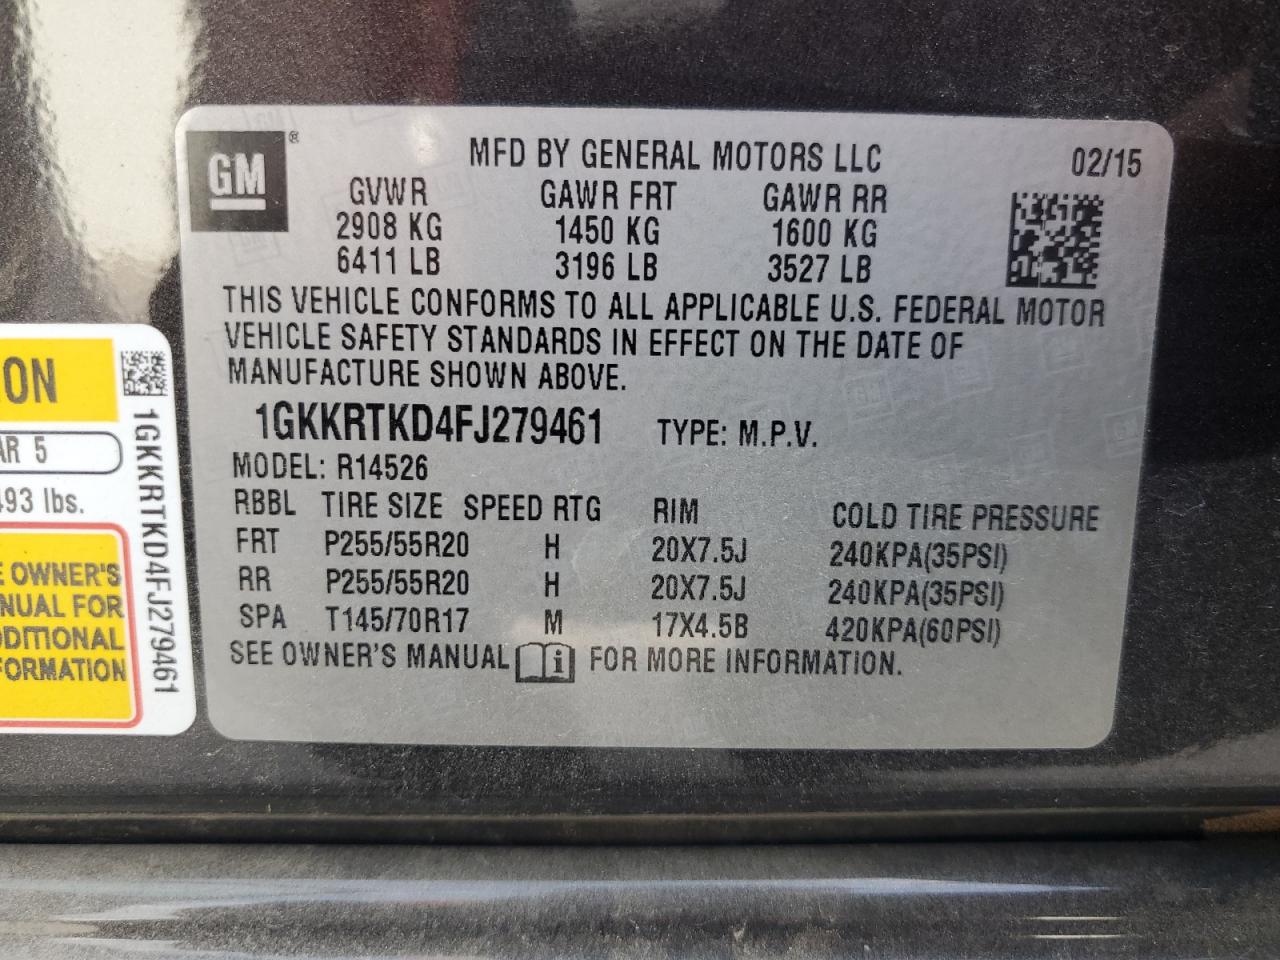 GM
®
MFD BY GENERAL MOTORS LLC
02/15
GVWR GAWR FRT GAWR RR
2908 KG 1450 KG 1600 KG
6411 LB 3196 LB 3527 LB
THIS VEHICLE CONFORMS TO ALL APPLICABLE U.S. FEDERAL MOTOR
VEHICLE SAFETY STANDARDS IN EFFECT ON THE DATE OF
MANUFACTURE SHOWN ABOVE.
1GKKRTKD4FJ279461 TYPE: M.P.V.
MODEL: R14526
RBBL TIRE SIZE SPEED RTG RIM COLD TIRE PRESSURE
FRT P255/55R20 H 20X7.5J 240KPA(35PSI)
RR P255/55R20 H 20X7.5J 240KPA(35PSI)
SPA T145/70R17 M 17X4.5B 420KPA(60PSI)
SEE OWNER'S MANUAL i FOR MORE INFORMATION.
ON
AR 5
493 lbs.
E OWNER'S
NUAL FOR
DDITIONAL
FORMATION
1GKKRTKD4FJ279461